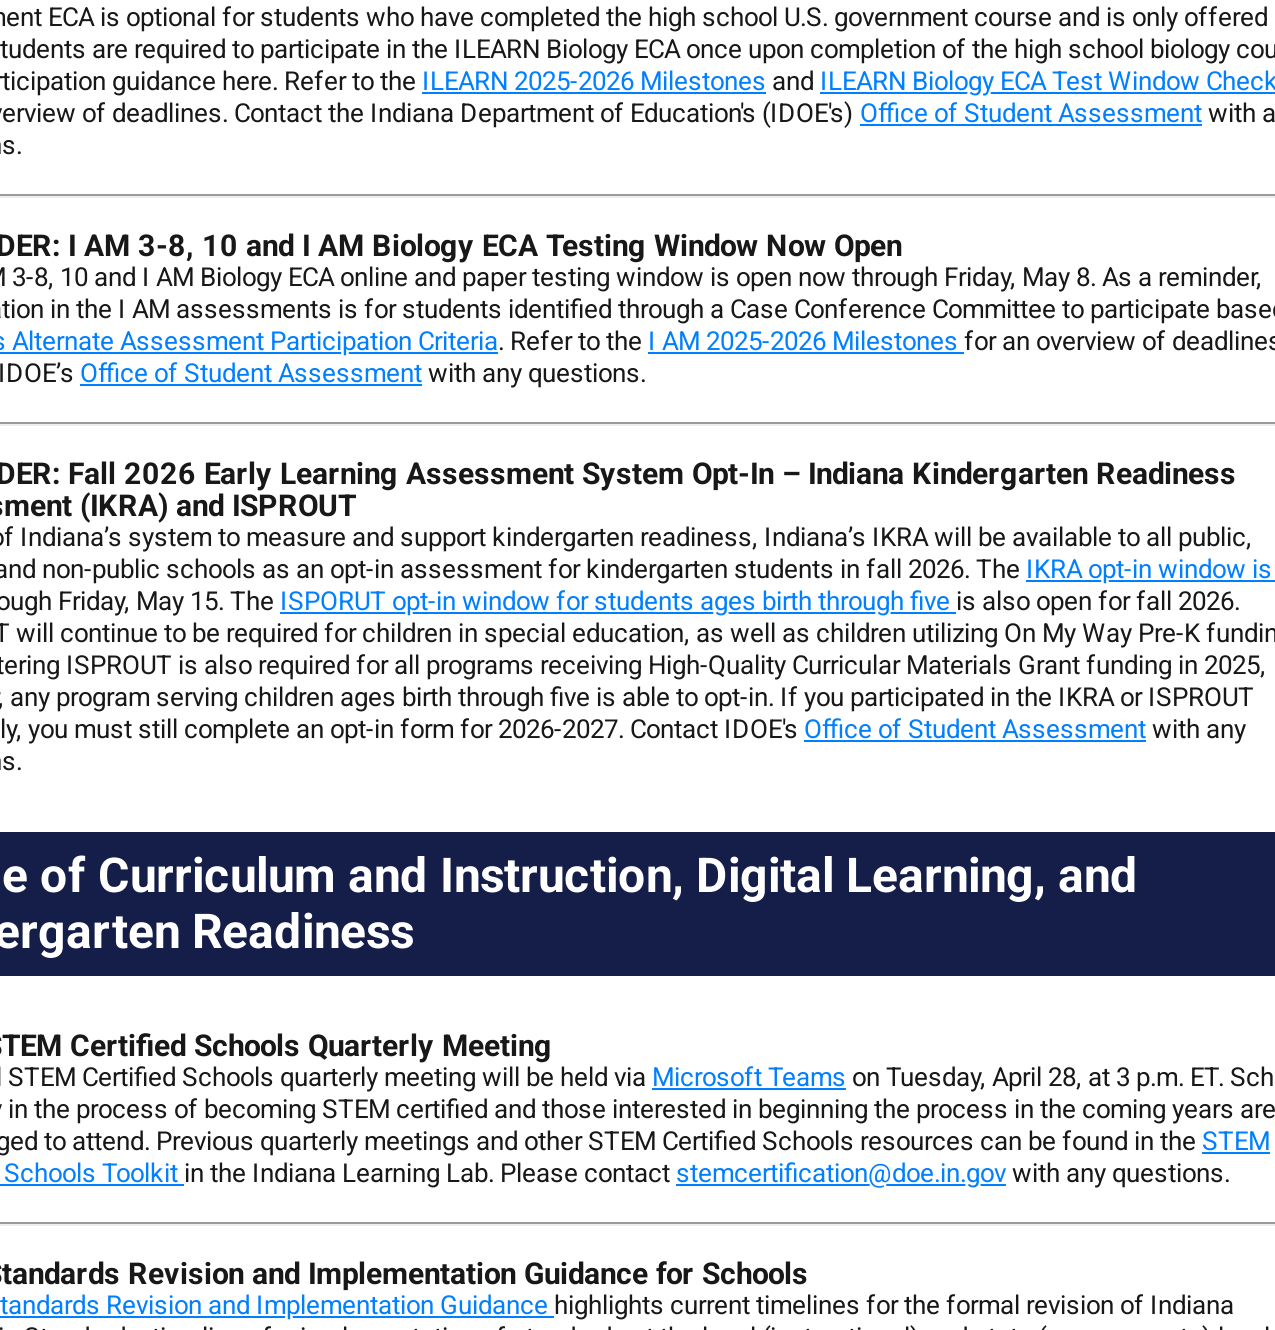 ment ECA is optional for students who have completed the high school U.S. government course and is only offered
students are required to participate in the ILEARN Biology ECA once upon completion of the high school biology cou
rticipation guidance here. Refer to the ILEARN 2025-2026 Milestones and ILEARN Biology ECA Test Window Check
verview of deadlines. Contact the Indiana Department of Education's (IDOE's) Office of Student Assessment with a
ns.
DER: I AM 3-8, 10 and I AM Biology ECA Testing Window Now Open
M 3-8, 10 and I AM Biology ECA online and paper testing window is open now through Friday, May 8. As a reminder,
ation in the I AM assessments is for students identified through a Case Conference Committee to participate based
s Alternate Assessment Participation Criteria. Refer to the I AM 2025-2026 Milestones for an overview of deadlines
IDOE’s Office of Student Assessment with any questions.
DER: Fall 2026 Early Learning Assessment System Opt-In – Indiana Kindergarten Readiness
sment (IKRA) and ISPROUT
of Indiana’s system to measure and support kindergarten readiness, Indiana’s IKRA will be available to all public,
and non-public schools as an opt-in assessment for kindergarten students in fall 2026. The IKRA opt-in window is
ough Friday, May 15. The ISPORUT opt-in window for students ages birth through five is also open for fall 2026.
T will continue to be required for children in special education, as well as children utilizing On My Way Pre-K fundin
tering ISPROUT is also required for all programs receiving High-Quality Curricular Materials Grant funding in 2025,
, any program serving children ages birth through five is able to opt-in. If you participated in the IKRA or ISPROUT
ly, you must still complete an opt-in form for 2026-2027. Contact IDOE's Office of Student Assessment with any
ns.
e of Curriculum and Instruction, Digital Learning, and
ergarten Readiness
STEM Certified Schools Quarterly Meeting
l STEM Certified Schools quarterly meeting will be held via Microsoft Teams on Tuesday, April 28, at 3 p.m. ET. Sch
y in the process of becoming STEM certified and those interested in beginning the process in the coming years are
ged to attend. Previous quarterly meetings and other STEM Certified Schools resources can be found in the STEM
Schools Toolkit in the Indiana Learning Lab. Please contact stemcertification@doe.in.gov with any questions.
Standards Revision and Implementation Guidance for Schools
tandards Revision and Implementation Guidance highlights current timelines for the formal revision of Indiana